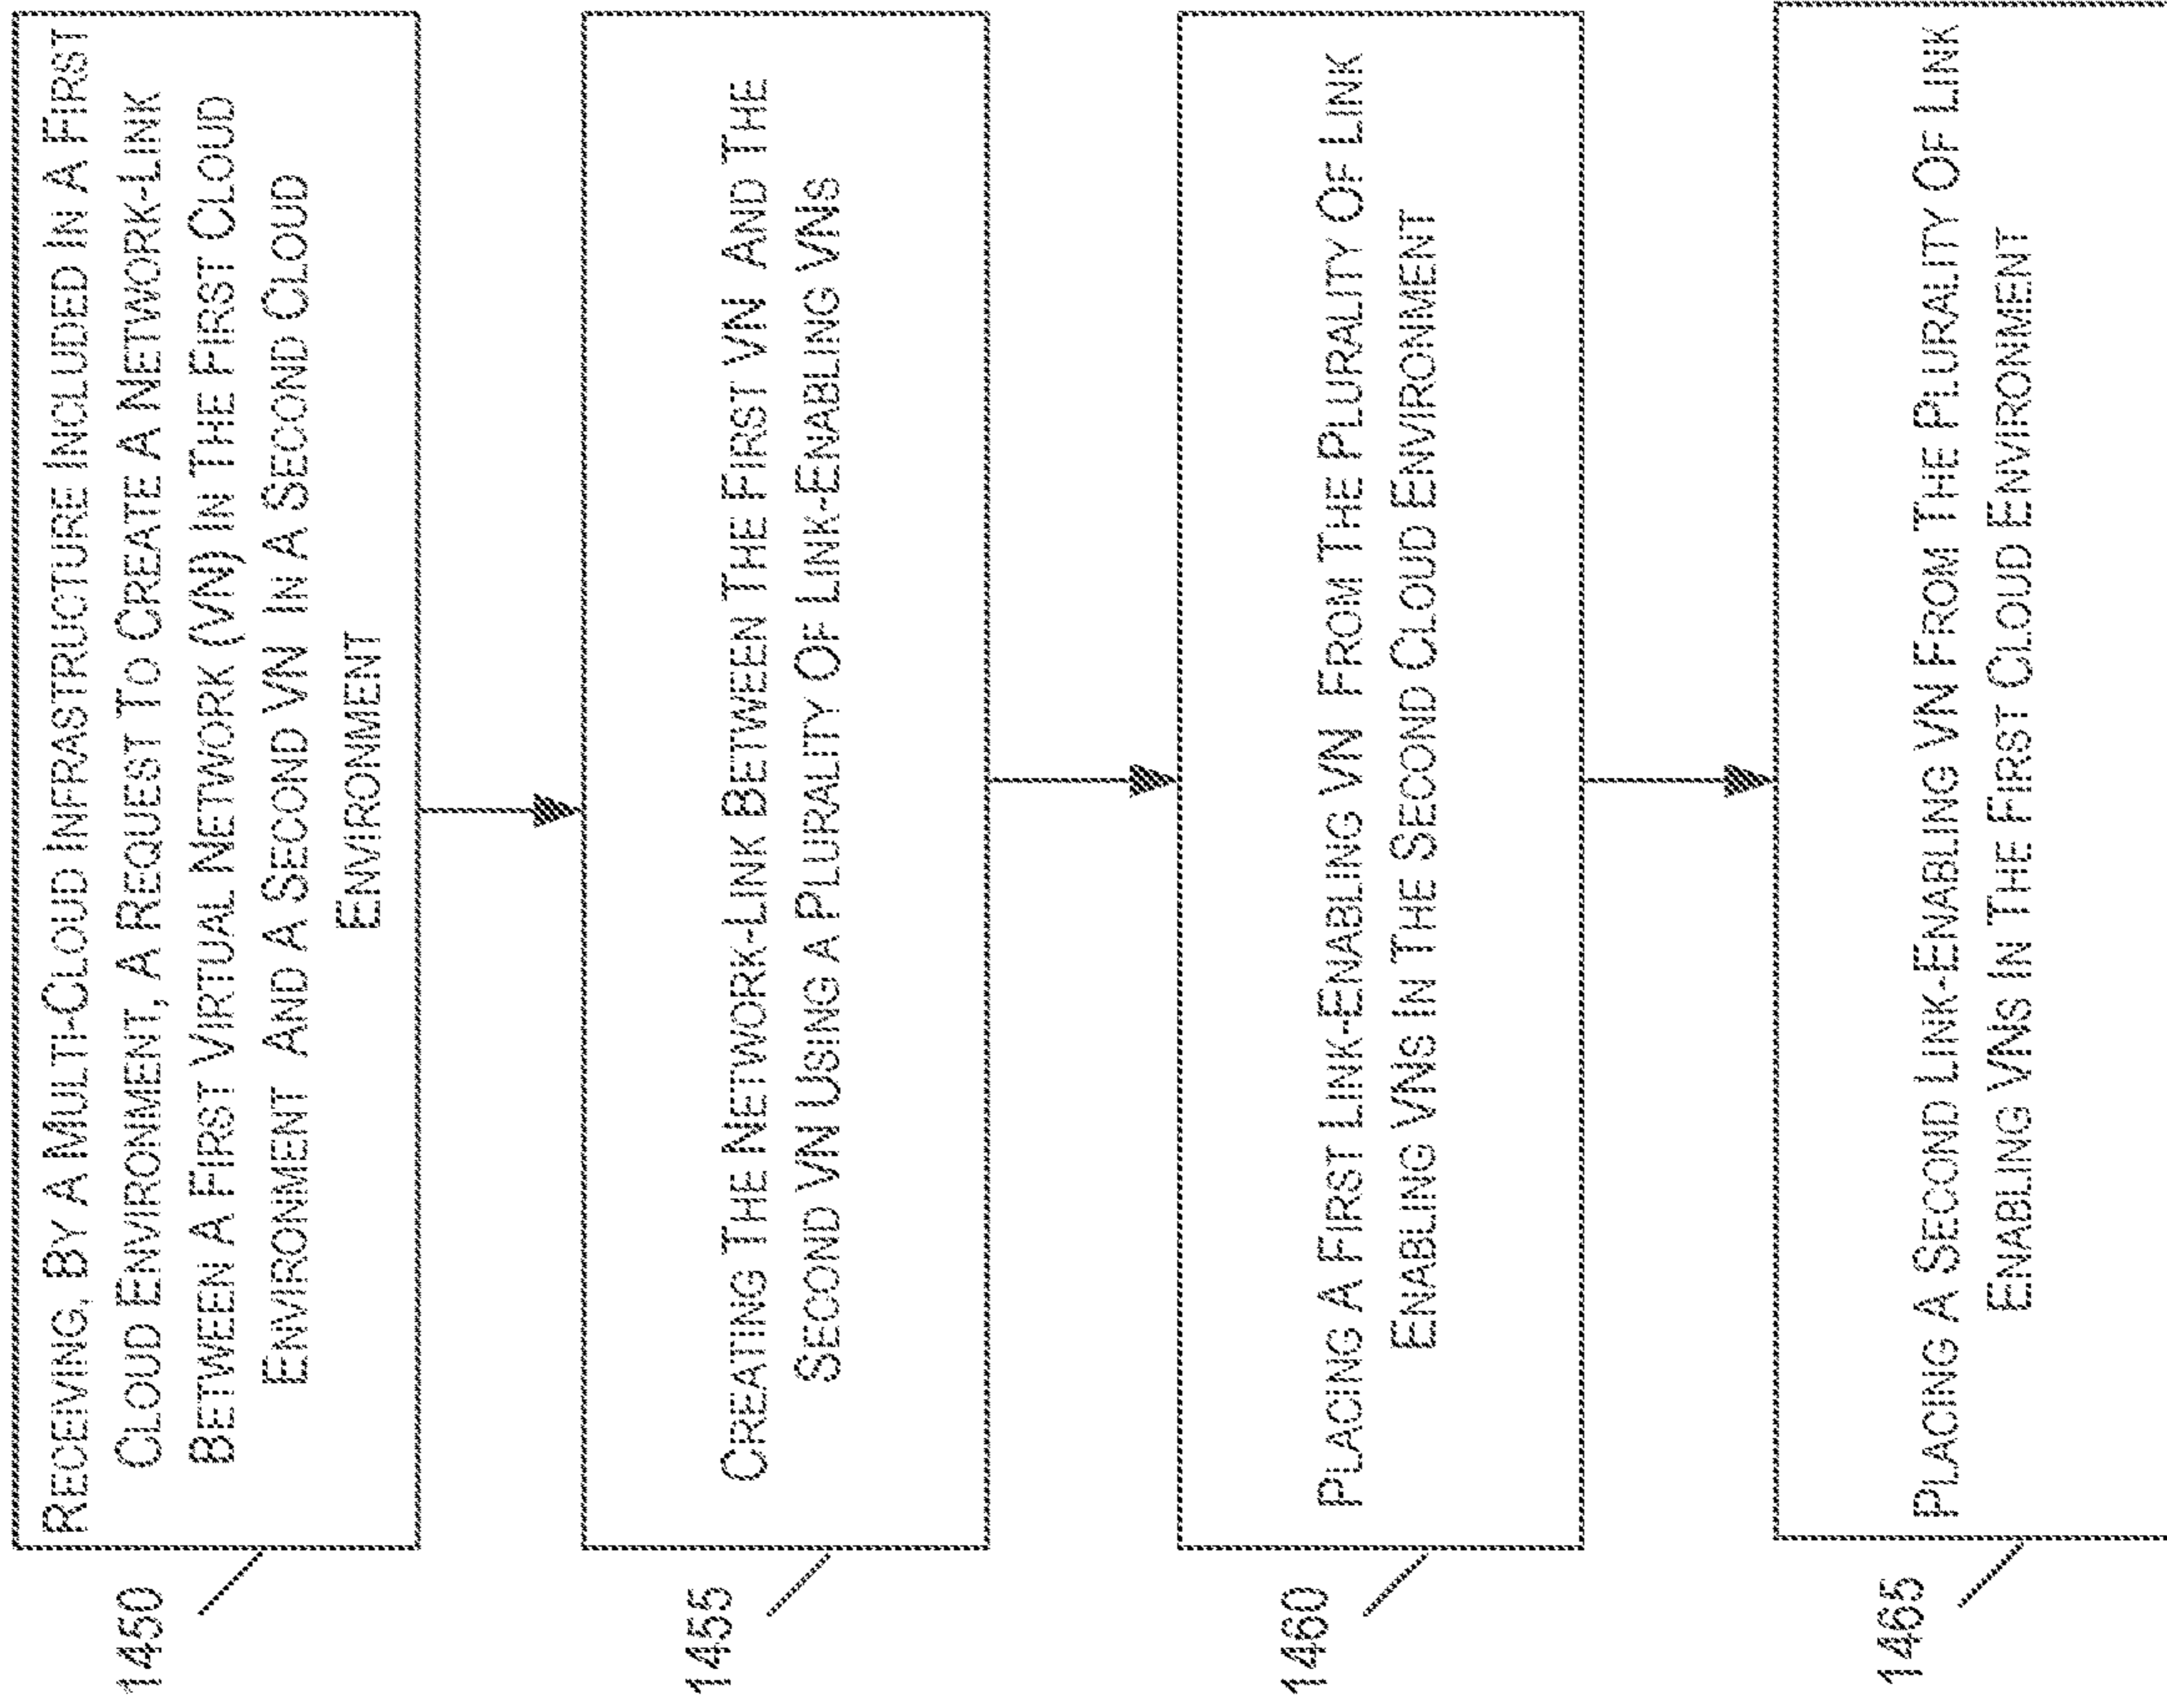 RECEIVING, BY A MULTI-CLOUD INFRASTRUCTURE INCLUDED IN A FIRST
CLOUD ENVIRONMENT, A REQUEST TO CREATE A NETWORK-LINK
BETWEEN A FIRST VIRTUAL NETWORK (VN) IN THE FIRST CLOUD
ENVIRONMENT AND A SECOND VN IN A SECOND CLOUD
ENVIRONMENT
1450
CREATING THE NETWORK-LINK BETWEEN THE FIRST VN AND THE
SECOND VN USING A PLURALITY OF LINK-ENABLING VNS
1455
PLACING A FIRST LINK-ENABLING VN FROM THE PLURALITY OF LINK
ENABLING VNS IN THE SECOND CLOUD ENVIRONMENT
1460
PLACING A SECOND LINK-ENABLING VN FROM THE PLURALITY OF LINK
ENABLING VNS IN THE FIRST CLOUD ENVIRONMENT
1465